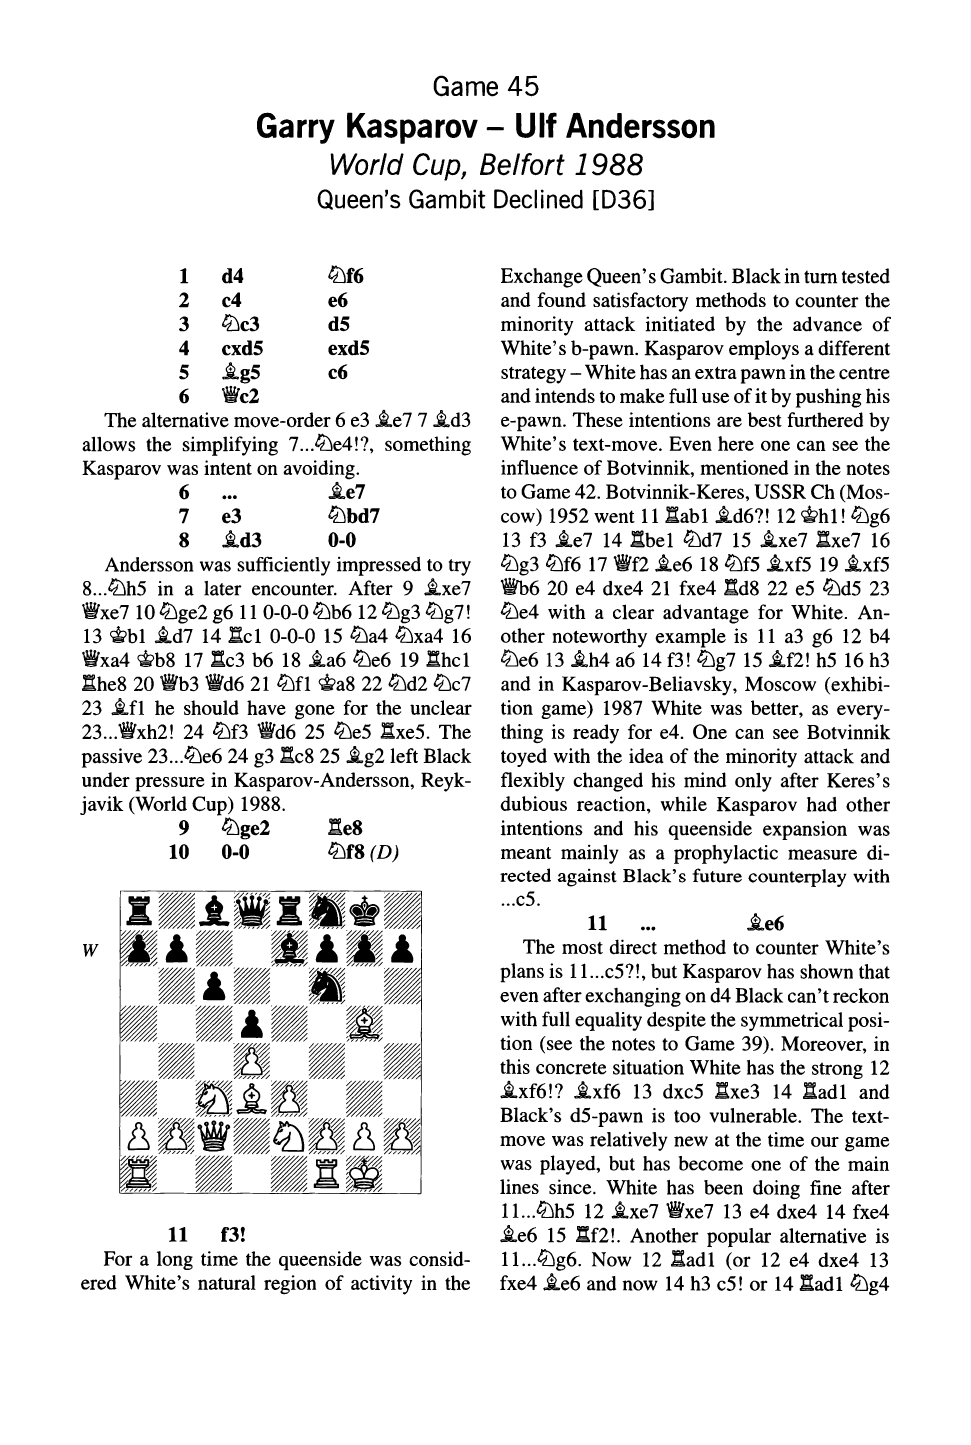 Game 45
Garry Kasparov – Ulf Andersson
World Cup, Belfort 1988
Queen's Gambit Declined [D36]
1 d4 ♘f6
2 c4 e6
3 ♘c3 d5
4 cxd5 exd5
5 ♗g5 c6
6 ♕c2
The alternative move-order 6 e3 ♗e7 7 ♗d3
allows the simplifying 7...♘e4!?, something
Kasparov was intent on avoiding.
6 ... ♗e7
7 e3 ♘bd7
8 ♗d3 0-0
Andersson was sufficiently impressed to try
8...♘h5 in a later encounter. After 9 ♗xe7
♕xe7 10 ♘ge2 g6 11 0-0-0 ♘b6 12 ♘g3 ♘g7!
13 ♔b1 ♗d7 14 ♖c1 0-0-0 15 ♘a4 ♘xa4 16
♕xa4 ♔b8 17 ♖c3 b6 18 ♗a6 ♘e6 19 ♖hc1
♖he8 20 ♕b3 ♕d6 21 ♘f1 ♔a8 22 ♘d2 ♘c7
23 ♗f1 he should have gone for the unclear
23...♕xh2! 24 ♘f3 ♕d6 25 ♘e5 ♖xe5. The
passive 23...♘e6 24 g3 ♖c8 25 ♗g2 left Black
under pressure in Kasparov-Andersson, Reyk-
javik (World Cup) 1988.
9 ♘ge2 ♖e8
10 0-0 ♘f8 (D)
W
11 f3!
For a long time the queenside was consid-
ered White's natural region of activity in the
Exchange Queen's Gambit. Black in turn tested
and found satisfactory methods to counter the
minority attack initiated by the advance of
White's b-pawn. Kasparov employs a different
strategy – White has an extra pawn in the centre
and intends to make full use of it by pushing his
e-pawn. These intentions are best furthered by
White's text-move. Even here one can see the
influence of Botvinnik, mentioned in the notes
to Game 42. Botvinnik-Keres, USSR Ch (Mos-
cow) 1952 went 11 ♖ab1 ♗d6?! 12 ♔h1! ♘g6
13 f3 ♗e7 14 ♖be1 ♘d7 15 ♗xe7 ♖xe7 16
♘g3 ♘f6 17 ♕f2 ♗e6 18 ♘f5 ♗xf5 19 ♗xf5
♕b6 20 e4 dxe4 21 fxe4 ♖d8 22 e5 ♘d5 23
♘e4 with a clear advantage for White. An-
other noteworthy example is 11 a3 g6 12 b4
♘e6 13 ♗h4 a6 14 f3! ♘g7 15 ♗f2! h5 16 h3
and in Kasparov-Beliavsky, Moscow (exhibi-
tion game) 1987 White was better, as every-
thing is ready for e4. One can see Botvinnik
toyed with the idea of the minority attack and
flexibly changed his mind only after Keres's
dubious reaction, while Kasparov had other
intentions and his queenside expansion was
meant mainly as a prophylactic measure di-
rected against Black's future counterplay with
...c5.
11 ... ♗e6
The most direct method to counter White's
plans is 11...c5?!, but Kasparov has shown that
even after exchanging on d4 Black can't reckon
with full equality despite the symmetrical posi-
tion (see the notes to Game 39). Moreover, in
this concrete situation White has the strong 12
♗xf6!? ♗xf6 13 dxc5 ♖xe3 14 ♖ad1 and
Black's d5-pawn is too vulnerable. The text-
move was relatively new at the time our game
was played, but has become one of the main
lines since. White has been doing fine after
11...♘h5 12 ♗xe7 ♕xe7 13 e4 dxe4 14 fxe4
♗e6 15 ♖f2!. Another popular alternative is
11...♘g6. Now 12 ♖ad1 (or 12 e4 dxe4 13
fxe4 ♗e6 and now 14 h3 c5! or 14 ♖ad1 ♘g4